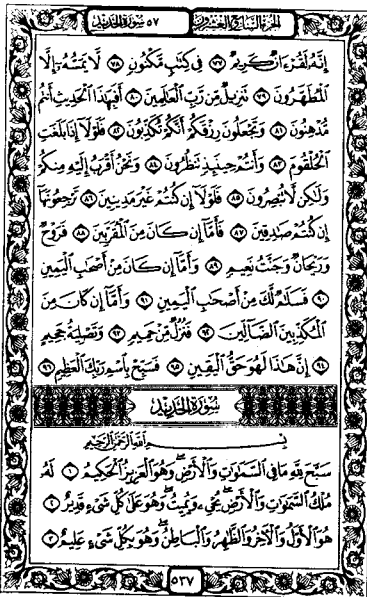 الجزء السابع والعشرون ٥٧ سورة الحديد
إِنَّهُۥ لَقُرْءَانٌ كَرِيمٌ ٧٧ فِى كِتَٰبٍ مَّكْنُونٍ ٧٨ لَّا يَمَسُّهُۥٓ إِلَّا
ٱلْمُطَهَّرُونَ ٧٩ تَنزِيلٌ مِّن رَّبِّ ٱلْعَٰلَمِينَ ٨٠ أَفَبِهَٰذَا ٱلْحَدِيثِ أَنتُم
مُّدْهِنُونَ ٨١ وَتَجْعَلُونَ رِزْقَكُمْ أَنَّكُمْ تُكَذِّبُونَ ٨٢ فَلَوْلَآ إِذَا بَلَغَتِ
ٱلْحُلْقُومَ ٨٣ وَأَنتُمْ حِينَئِذٍ تَنظُرُونَ ٨٤ وَنَحْنُ أَقْرَبُ إِلَيْهِ مِنكُمْ
وَلَٰكِن لَّا تُبْصِرُونَ ٨٥ فَلَوْلَآ إِن كُنتُمْ غَيْرَ مَدِينِينَ ٨٦ تَرْجِعُونَهَآ
إِن كُنتُمْ صَٰدِقِينَ ٨٧ فَأَمَّآ إِن كَانَ مِنَ ٱلْمُقَرَّبِينَ ٨٨ فَرَوْحٌ
وَرَيْحَانٌ وَجَنَّتُ نَعِيمٍ ٨٩ وَأَمَّآ إِن كَانَ مِنْ أَصْحَٰبِ ٱلْيَمِينِ
٩٠ فَسَلَٰمٌ لَّكَ مِنْ أَصْحَٰبِ ٱلْيَمِينِ ٩١ وَأَمَّآ إِن كَانَ مِنَ
ٱلْمُكَذِّبِينَ ٱلضَّآلِّينَ ٩٢ فَنُزُلٌ مِّنْ حَمِيمٍ ٩٣ وَتَصْلِيَةُ جَحِيمٍ
٩٤ إِنَّ هَٰذَا لَهُوَ حَقُّ ٱلْيَقِينِ ٩٥ فَسَبِّحْ بِٱسْمِ رَبِّكَ ٱلْعَظِيمِ ٩٦
سورة الحديد
بِسْمِ ٱللَّهِ ٱلرَّحْمَٰنِ ٱلرَّحِيمِ
سَبَّحَ لِلَّهِ مَا فِى ٱلسَّمَٰوَٰتِ وَٱلْأَرْضِ ۖ وَهُوَ ٱلْعَزِيزُ ٱلْحَكِيمُ ١ لَهُۥ
مُلْكُ ٱلسَّمَٰوَٰتِ وَٱلْأَرْضِ ۖ يُحْىِۦ وَيُمِيتُ ۖ وَهُوَ عَلَىٰ كُلِّ شَىْءٍ قَدِيرٌ ٢
هُوَ ٱلْأَوَّلُ وَٱلْءَاخِرُ وَٱلظَّٰهِرُ وَٱلْبَاطِنُ ۖ وَهُوَ بِكُلِّ شَىْءٍ عَلِيمٌ ٣
٥٣٧